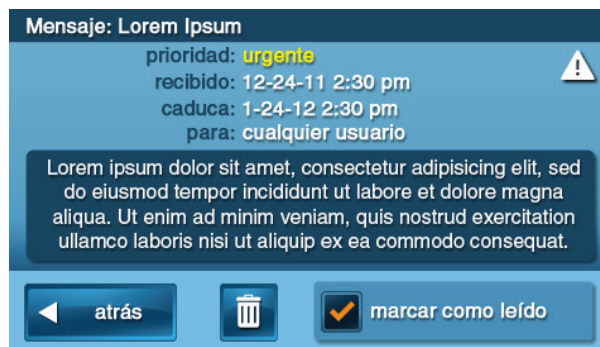 Mensaje: Lorem Ipsum
prioridad: urgente
recibido: 12-24-11 2:30 pm
caduca: 1-24-12 2:30 pm
para: cualquier usuario
Lorem ipsum dolor sit amet, consectetur adipisicing elit, sed
do eiusmod tempor incididunt ut labore et dolore magna
aliqua. Ut enim ad minim veniam, quis nostrud exercitation
ullamco laboris nisi ut aliquip ex ea commodo consequat.
atrás
marcar como leído